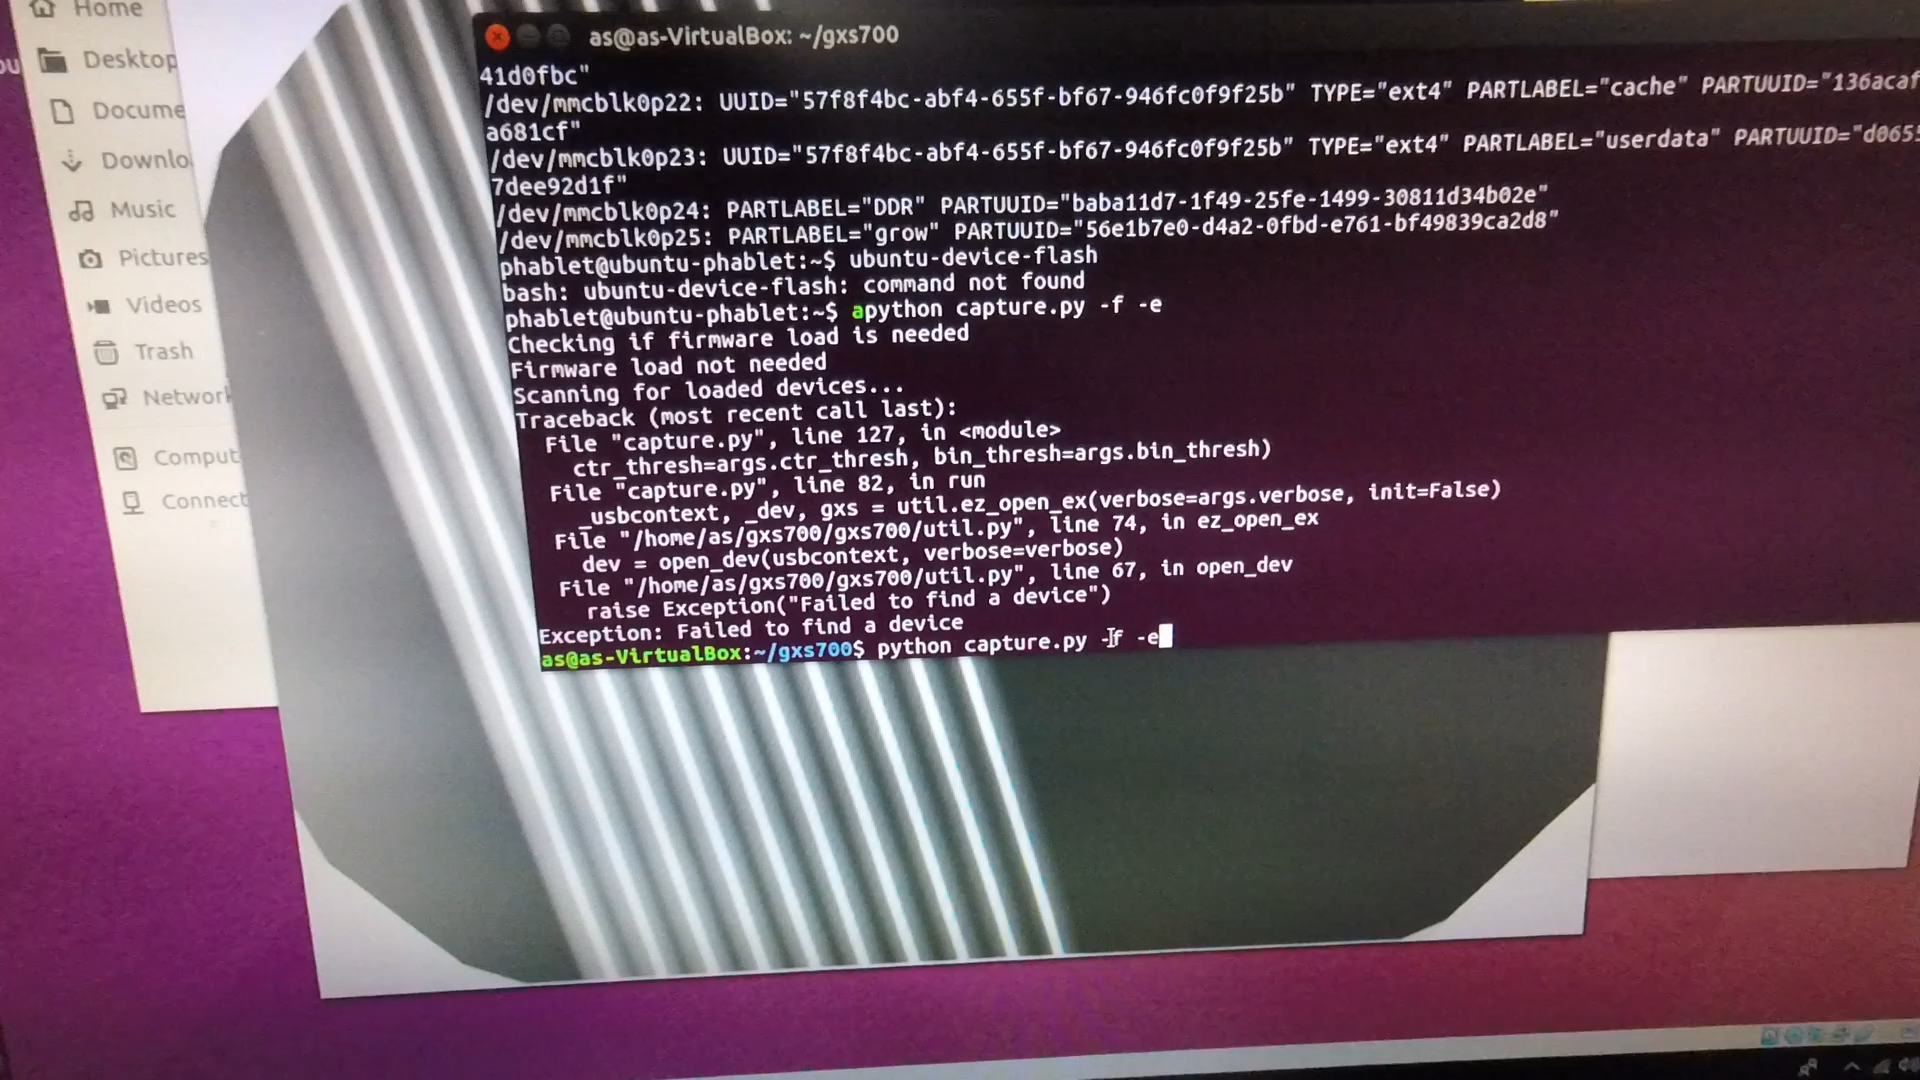 Home
Desktop
Docume
Downlo
Music
Pictures
Videos
Trash
Network
Comput
Connect
as@as-VirtualBox: ~/gxs700
41d0fbc"
/dev/mmcblk0p22: UUID="57f8f4bc-abf4-655f-bf67-946fc0f9f25b" TYPE="ext4" PARTLABEL="cache" PARTUUID="136acaf
a681cf"
/dev/mmcblk0p23: UUID="57f8f4bc-abf4-655f-bf67-946fc0f9f25b" TYPE="ext4" PARTLABEL="userdata" PARTUUID="d0655
7dee92d1f"
/dev/mmcblk0p24: PARTLABEL="DDR" PARTUUID="baba11d7-1f49-25fe-1499-30811d34b02e"
/dev/mmcblk0p25: PARTLABEL="grow" PARTUUID="56e1b7e0-d4a2-0fbd-e761-bf49839ca2d8"
phablet@ubuntu-phablet:~$ ubuntu-device-flash
bash: ubuntu-device-flash: command not found
phablet@ubuntu-phablet:~$ apython capture.py -f -e
Checking if firmware load is needed
Firmware load not needed
Scanning for loaded devices...
Traceback (most recent call last):
File "capture.py", line 127, in <module>
ctr_thresh=args.ctr_thresh, bin_thresh=args.bin_thresh)
File "capture.py", line 82, in run
_usbcontext, _dev, gxs = util.ez_open_ex(verbose=args.verbose, init=False)
File "/home/as/gxs700/gxs700/util.py", line 74, in ez_open_ex
dev = open_dev(usbcontext, verbose=verbose)
File "/home/as/gxs700/gxs700/util.py", line 67, in open_dev
raise Exception("Failed to find a device")
Exception: Failed to find a device
as@as-VirtualBox:~/gxs700$ python capture.py -f -e